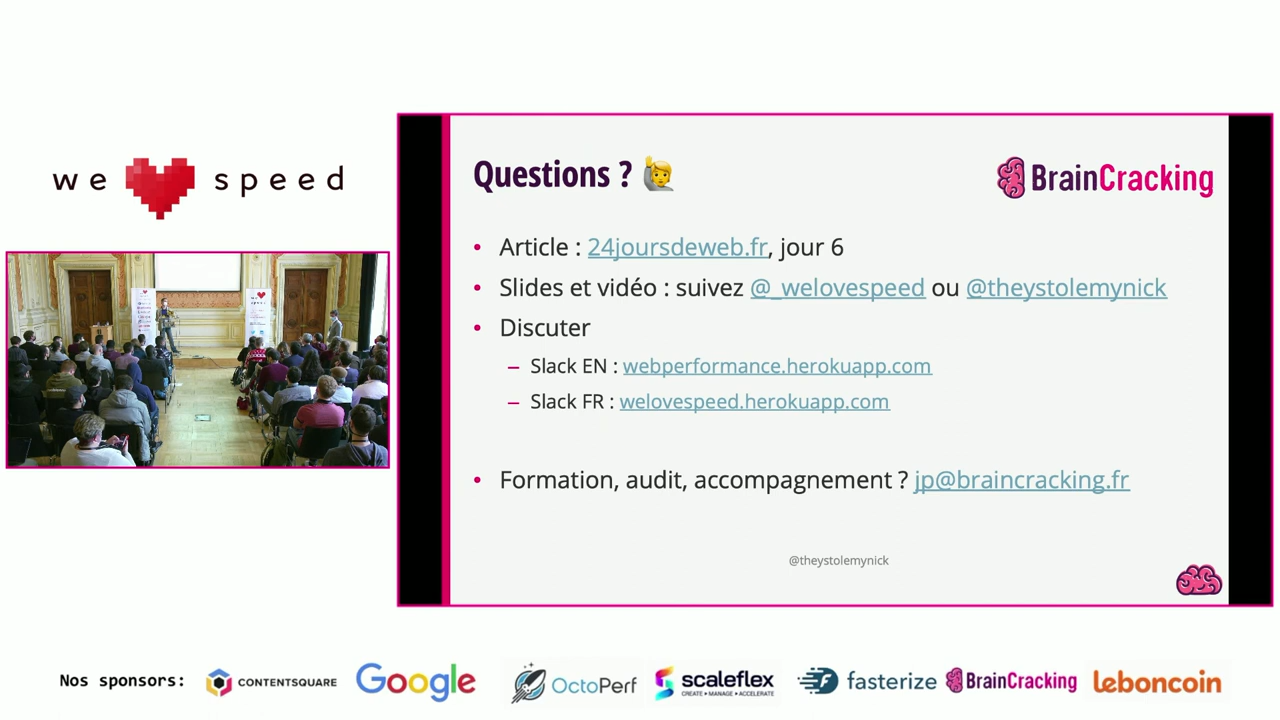 we speed
Questions ?
BrainCracking
• Article : 24joursdeweb.fr, jour 6
• Slides et vidéo : suivez @_welovespeed ou @theystolemynick
• Discuter
– Slack EN : webperformance.herokuapp.com
– Slack FR : welovespeed.herokuapp.com
• Formation, audit, accompagnement ? jp@braincracking.fr
@theystolemynick
Nos sponsors: CONTENTSQUARE Google OctoPerf scaleflex fasterize BrainCracking leboncoin
CREATE • MANAGE • ACCELERATE